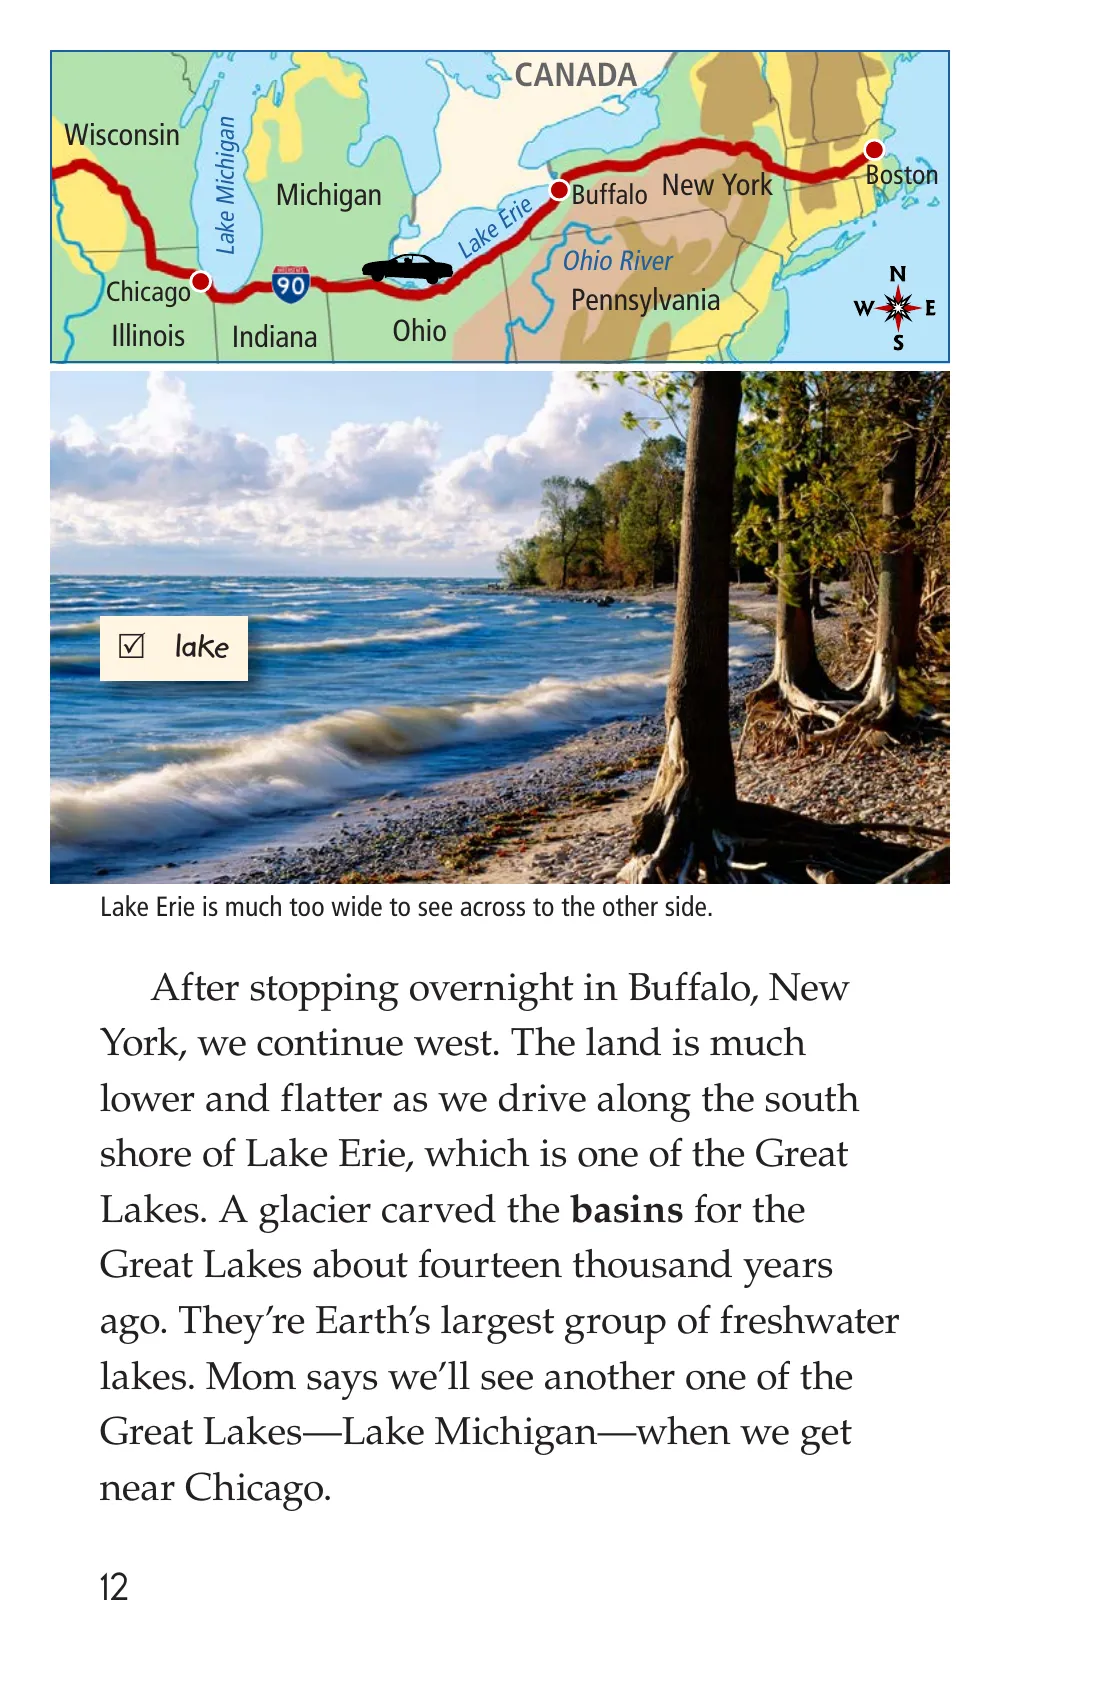 CANADA
Wisconsin
Lake Michigan
Michigan
Lake Erie
Buffalo
New York
Boston
Ohio River
Pennsylvania
Chicago
90
Illinois
Indiana
Ohio
N
W
E
S
☑ lake
Lake Erie is much too wide to see across to the other side.
After stopping overnight in Buffalo, New
York, we continue west. The land is much
lower and flatter as we drive along the south
shore of Lake Erie, which is one of the Great
Lakes. A glacier carved the basins for the
Great Lakes about fourteen thousand years
ago. They’re Earth’s largest group of freshwater
lakes. Mom says we’ll see another one of the
Great Lakes—Lake Michigan—when we get
near Chicago.
12